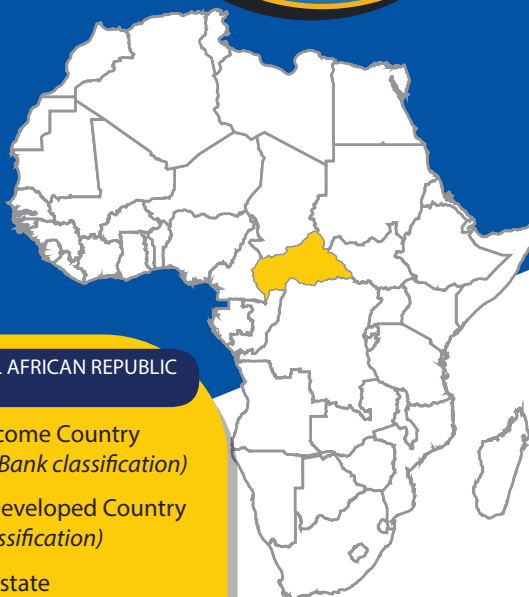 AFRICAN REPUBLIC
come Country
Bank classification)
eveloped Country
ssification)
state